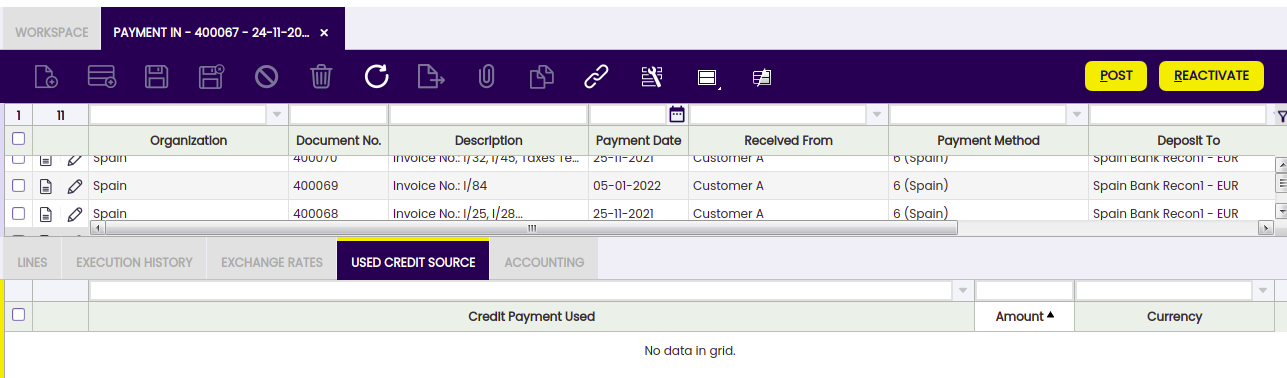 WORKSPACE PAYMENT IN - 400067 - 24-11-20... ×
POST REACTIVATE
1 11
Organization Document No. Description Payment Date Received From Payment Method Deposit To
Spain 400070 Invoice No.: I/32, I/45, Taxes Te... 25-11-2021 Customer A 6 (Spain) Spain Bank Recon1 - EUR
Spain 400069 Invoice No.: I/84 05-01-2022 Customer A 6 (Spain) Spain Bank Recon1 - EUR
Spain 400068 Invoice No.: I/25, I/28... 25-11-2021 Customer A 6 (Spain) Spain Bank Recon1 - EUR
LINES EXECUTION HISTORY EXCHANGE RATES USED CREDIT SOURCE ACCOUNTING
Credit Payment Used Amount Currency
No data in grid.